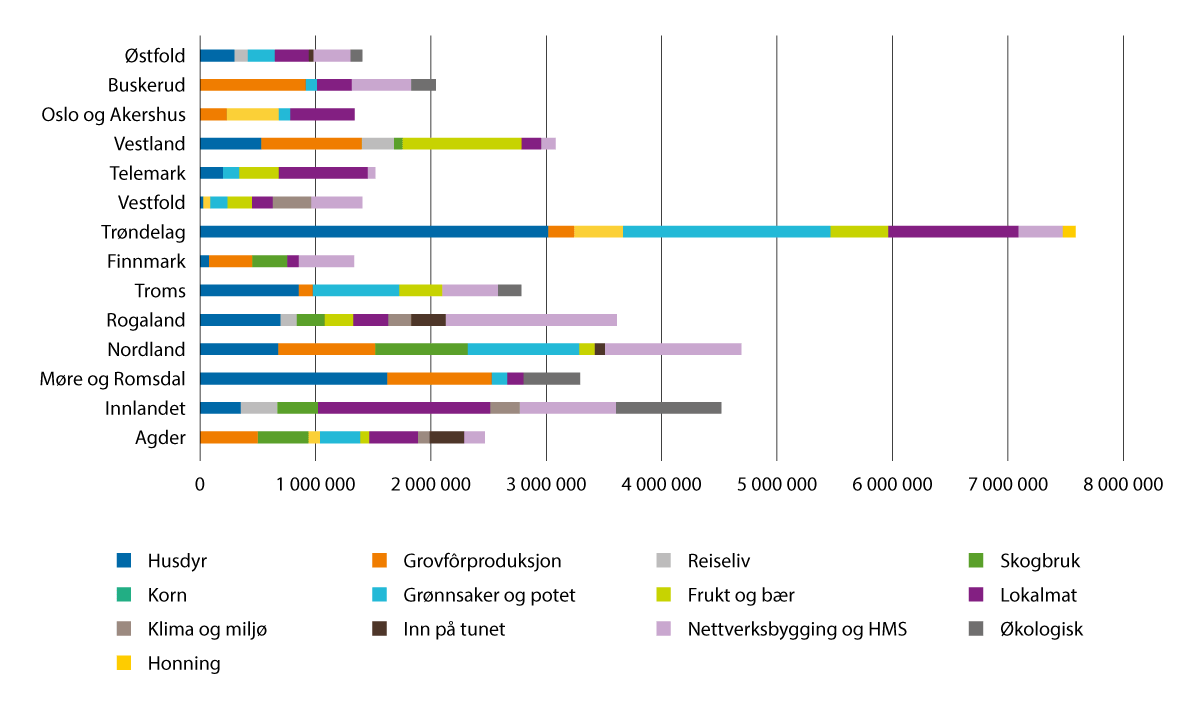 Østfold
Buskerud
Oslo og Akershus
Vestland
Telemark
Vestfold
Trøndelag
Finnmark
Troms
Rogaland
Nordland
Møre og Romsdal
Innlandet
Agder
0 1 000 000 2 000 000 3 000 000 4 000 000 5 000 000 6 000 000 7 000 000 8 000 000
Husdyr Grovfôrproduksjon Reiseliv Skogbruk
Korn Grønnsaker og potet Frukt og bær Lokalmat
Klima og miljø Inn på tunet Nettverksbygging og HMS Økologisk
Honning